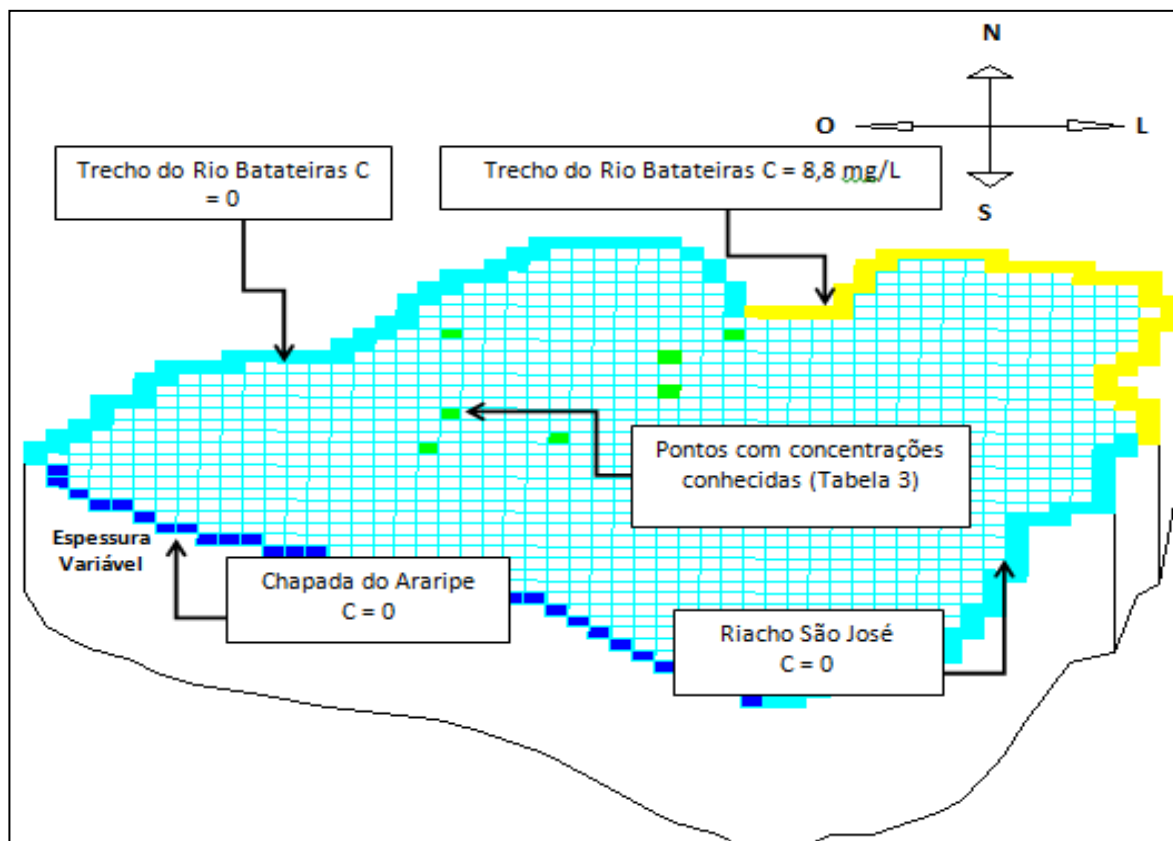 N
O
L
S
Trecho do Rio Batateiras C
= 0
Trecho do Rio Batateiras C = 8,8 mg/L
Pontos com concentrações
conhecidas (Tabela 3)
Espessura
Variável
Chapada do Araripe
C = 0
Riacho São José
C = 0